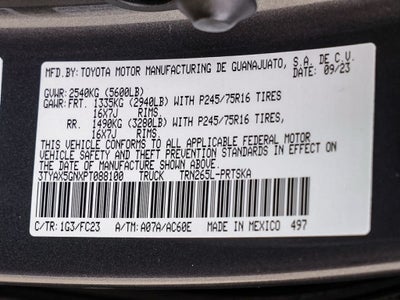 MFD.BY: TOYOTA MOTOR MANUFACTURING DE GUANAJUATO, S.A. DE C.V.
DATE: 09/23
GVWR: 2540KG (5600LB)
GAWR: FRT. 1335KG (2940LB) WITH P245/75R16 TIRES
16X7J RIMS,
RR. 1490KG (3280LB) WITH P245/75R16 TIRES,
16X7J RIMS,
THIS VEHICLE CONFORMS TO ALL APPLICABLE FEDERAL MOTOR
VEHICLE SAFETY AND THEFT PREVENTION STANDARDS IN EFFECT ON
THE DATE OF MANUFACTURE SHOWN ABOVE.
3TYAX5GNXPT088100 TRUCK TRN265L-PRTSKA
C/TR: 1G3/FC23 A/TM: A07A/AC60E MADE IN MEXICO 497